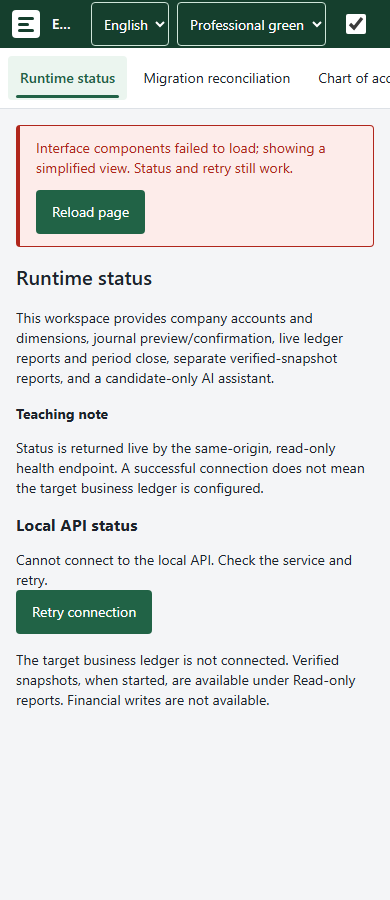 E...
English
Professional green
Runtime status
Migration reconciliation
Chart of acc
Interface components failed to load; showing a
simplified view. Status and retry still work.
Reload page
Runtime status
This workspace provides company accounts and
dimensions, journal preview/confirmation, live ledger
reports and period close, separate verified-snapshot
reports, and a candidate-only AI assistant.
Teaching note
Status is returned live by the same-origin, read-only
health endpoint. A successful connection does not mean
the target business ledger is configured.
Local API status
Cannot connect to the local API. Check the service and
retry.
Retry connection
The target business ledger is not connected. Verified
snapshots, when started, are available under Read-only
reports. Financial writes are not available.